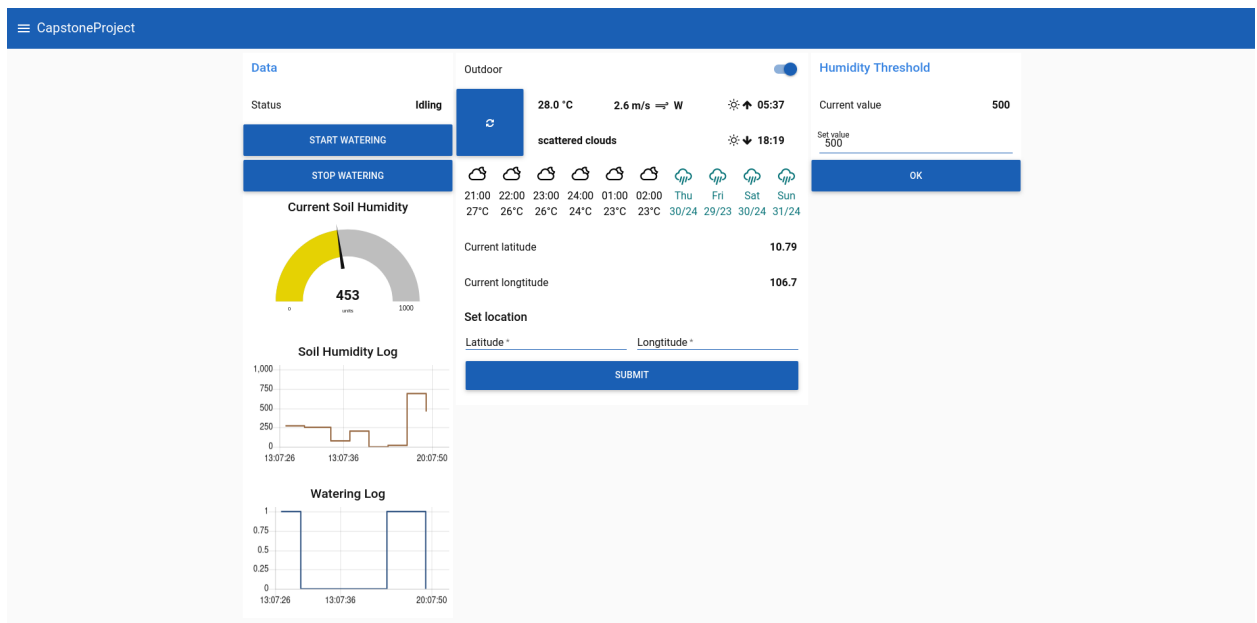 CapstoneProject
Data
Status Idling
START WATERING
STOP WATERING
Current Soil Humidity
453
0 units 1000
Soil Humidity Log
1,000
750
500
250
0
13:07:26 13:07:36 20:07:50
Watering Log
1
0.75
0.5
0.25
0
13:07:26 13:07:36 20:07:50
Outdoor
28.0 °C 2.6 m/s W 05:37
scattered clouds 18:19
21:00 22:00 23:00 24:00 01:00 02:00 Thu Fri Sat Sun
27°C 26°C 26°C 24°C 23°C 23°C 30/24 29/23 30/24 31/24
Current latitude 10.79
Current longtitude 106.7
Set location
Latitude * Longtitude *
SUBMIT
Humidity Threshold
Current value 500
Set value
500
OK